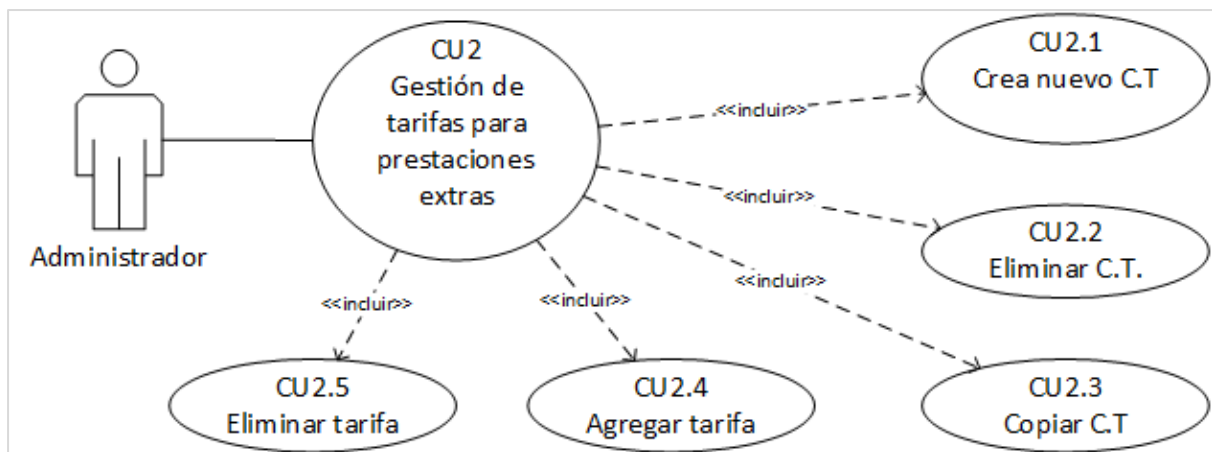 CU2
Gestión de
tarifas para
prestaciones
extras
Administrador
<<incluir>>
CU2.1
Crea nuevo C.T
<<incluir>>
CU2.2
Eliminar C.T.
<<incluir>>
CU2.3
Copiar C.T
<<incluir>>
CU2.4
Agregar tarifa
<<incluir>>
CU2.5
Eliminar tarifa